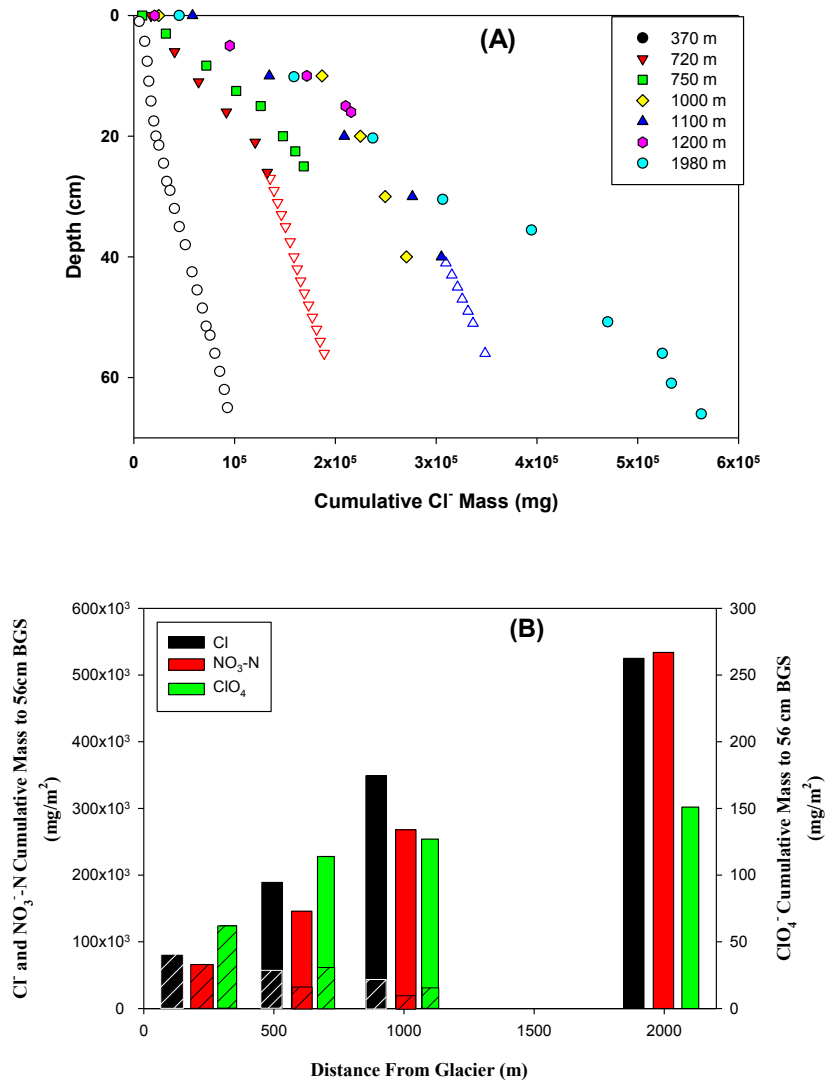 (A)
0
20
40
60
Depth (cm)
370 m
720 m
750 m
1000 m
1100 m
1200 m
1980 m
0 10⁵ 2x10⁵ 3x10⁵ 4x10⁵ 5x10⁵ 6x10⁵
Cumulative Cl⁻ Mass (mg)
(B)
Cl
NO₃-N
ClO₄
600x10³
500x10³
400x10³
300x10³
200x10³
100x10³
0
Cl⁻ and NO₃⁻-N Cumulative Mass to 56cm BGS
(mg/m²)
300
250
200
150
100
50
0
ClO₄⁻ Cumulative Mass to 56 cm BGS
(mg/m²)
0 500 1000 1500 2000
Distance From Glacier (m)